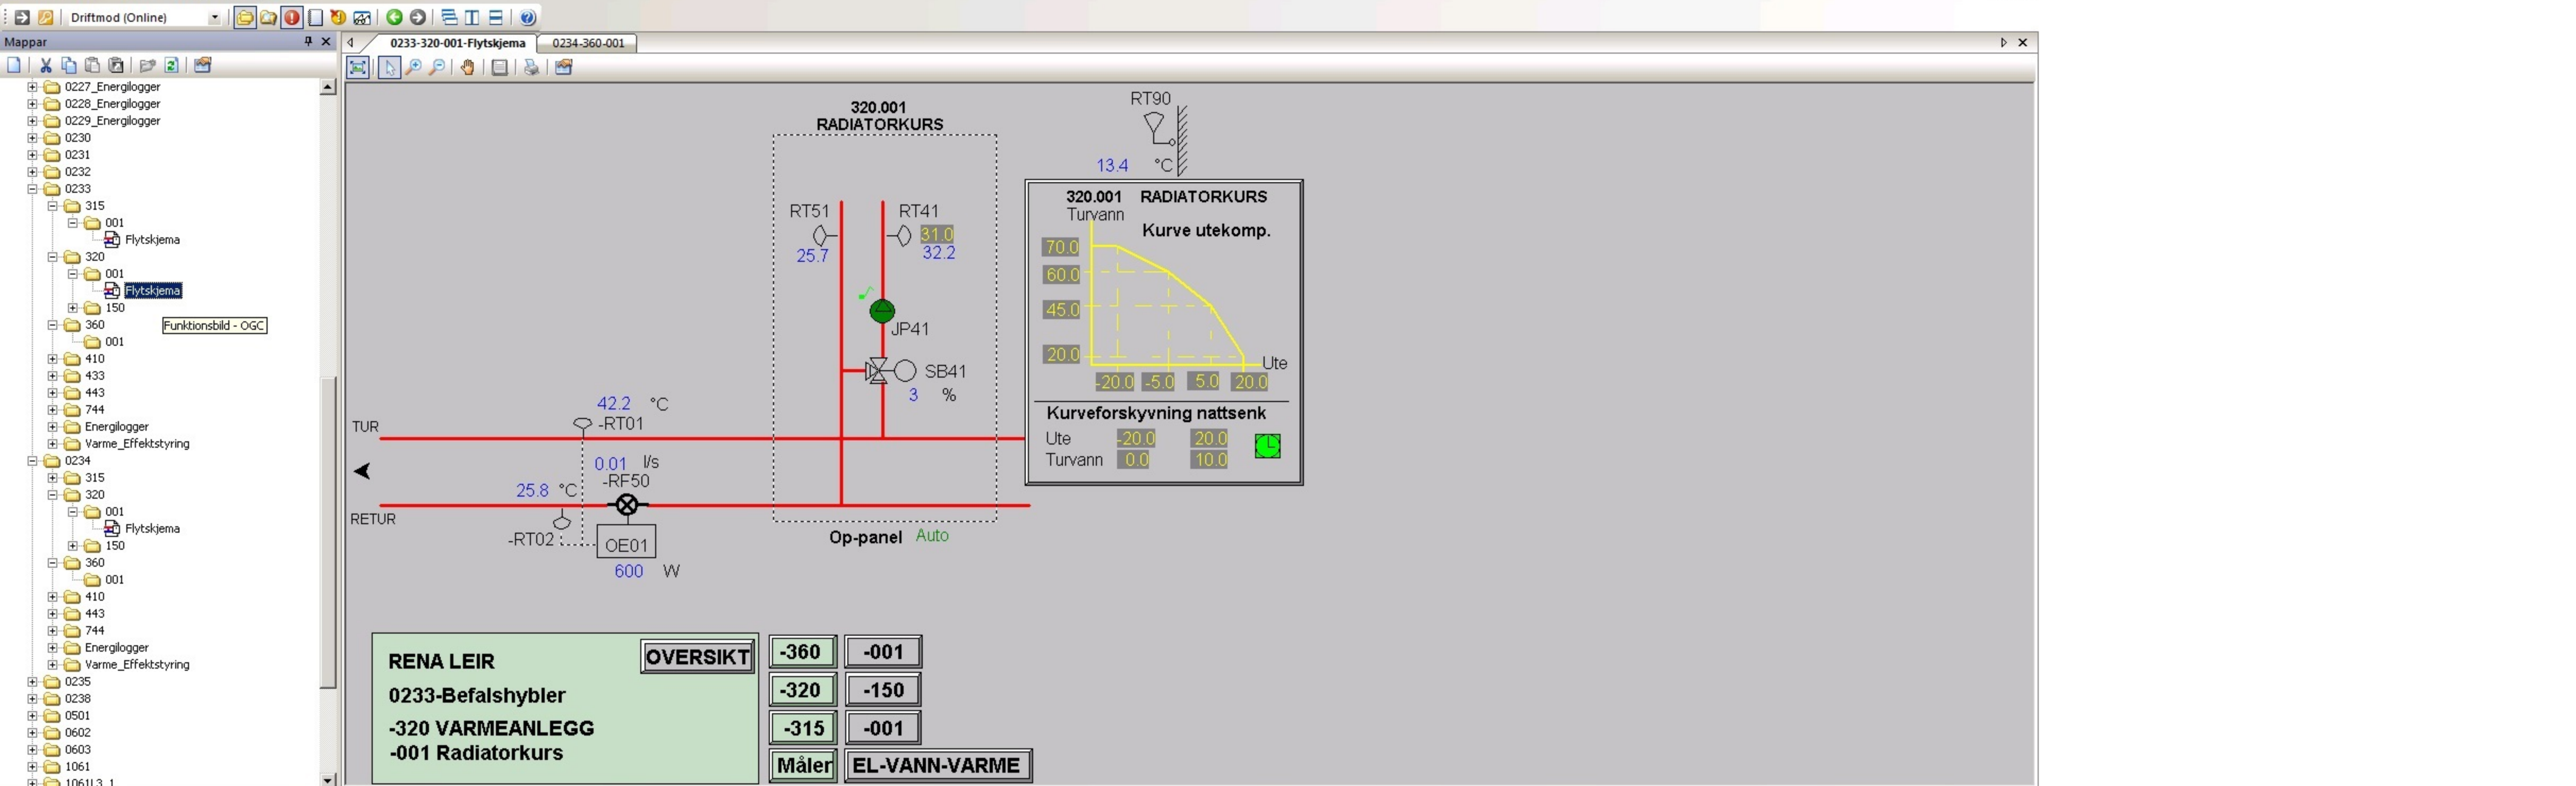 Driftmod (Online)
Mappar
0233-320-001-Flytskjema
0234-360-001
0227_Energilogger
0228_Energilogger
0229_Energilogger
0230
0231
0232
0233
315
001
Flytskjema
320
001
Flytskjema
150
360
Funktionsbild - OGC
001
410
433
443
744
Energilogger
Varme_Effektstyring
0234
315
320
001
Flytskjema
150
360
001
410
443
744
Energilogger
Varme_Effektstyring
0235
0238
0501
0602
0603
1061
1061L3_1
320.001
RADIATORKURS
RT90
13.4 °C
RT51
25.7
RT41
31.0
32.2
JP41
SB41
3 %
320.001 RADIATORKURS
Turvann
Kurve utekomp.
70.0
60.0
45.0
20.0
Ute
-20.0 -5.0 5.0 20.0
Kurveforskyvning nattsenk
Ute -20.0 20.0
Turvann 0.0 10.0
TUR
42.2 °C
-RT01
0.01 l/s
-RF50
25.8 °C
RETUR
-RT02
OE01
600 W
Op-panel Auto
RENA LEIR
OVERSIKT
0233-Befalshybler
-320 VARMEANLEGG
-001 Radiatorkurs
-360 -001
-320 -150
-315 -001
Måler EL-VANN-VARME